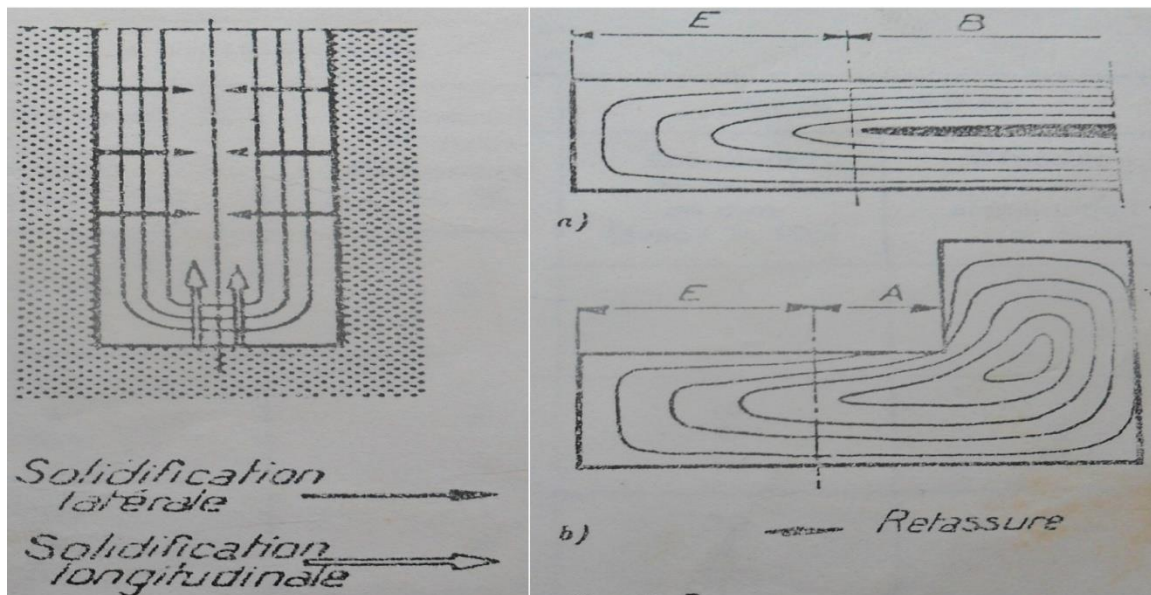 Solidification
latérale
Solidification
longitudinale
E
B
a)
E
A
b)
Retassure